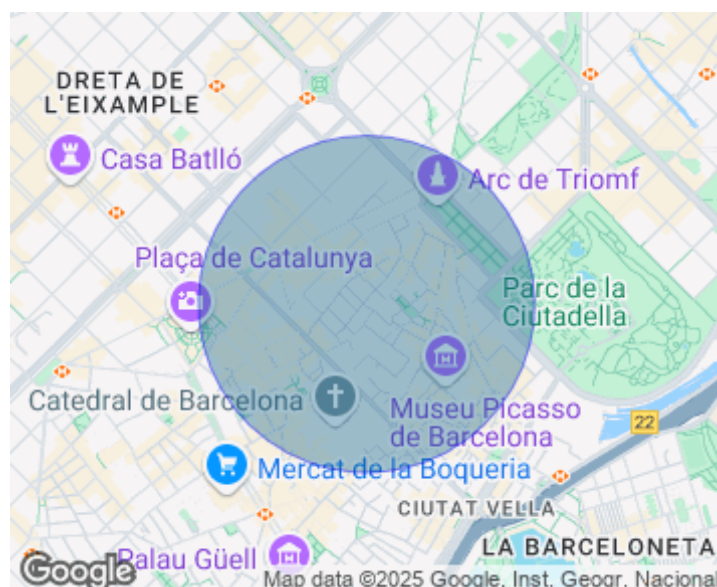 DRETA DE
L'EIXAMPLE
Casa Batlló
Arc de Triomf
Plaça de Catalunya
Parc de la
Ciutadella
Catedral de Barcelona
Museu Picasso
de Barcelona
22
Mercat de la Boqueria
CIUTAT VELLA
LA BARCELONETA
Palau Güell
Google
Map data ©2025 Google, Inst. Geogr. Nacional